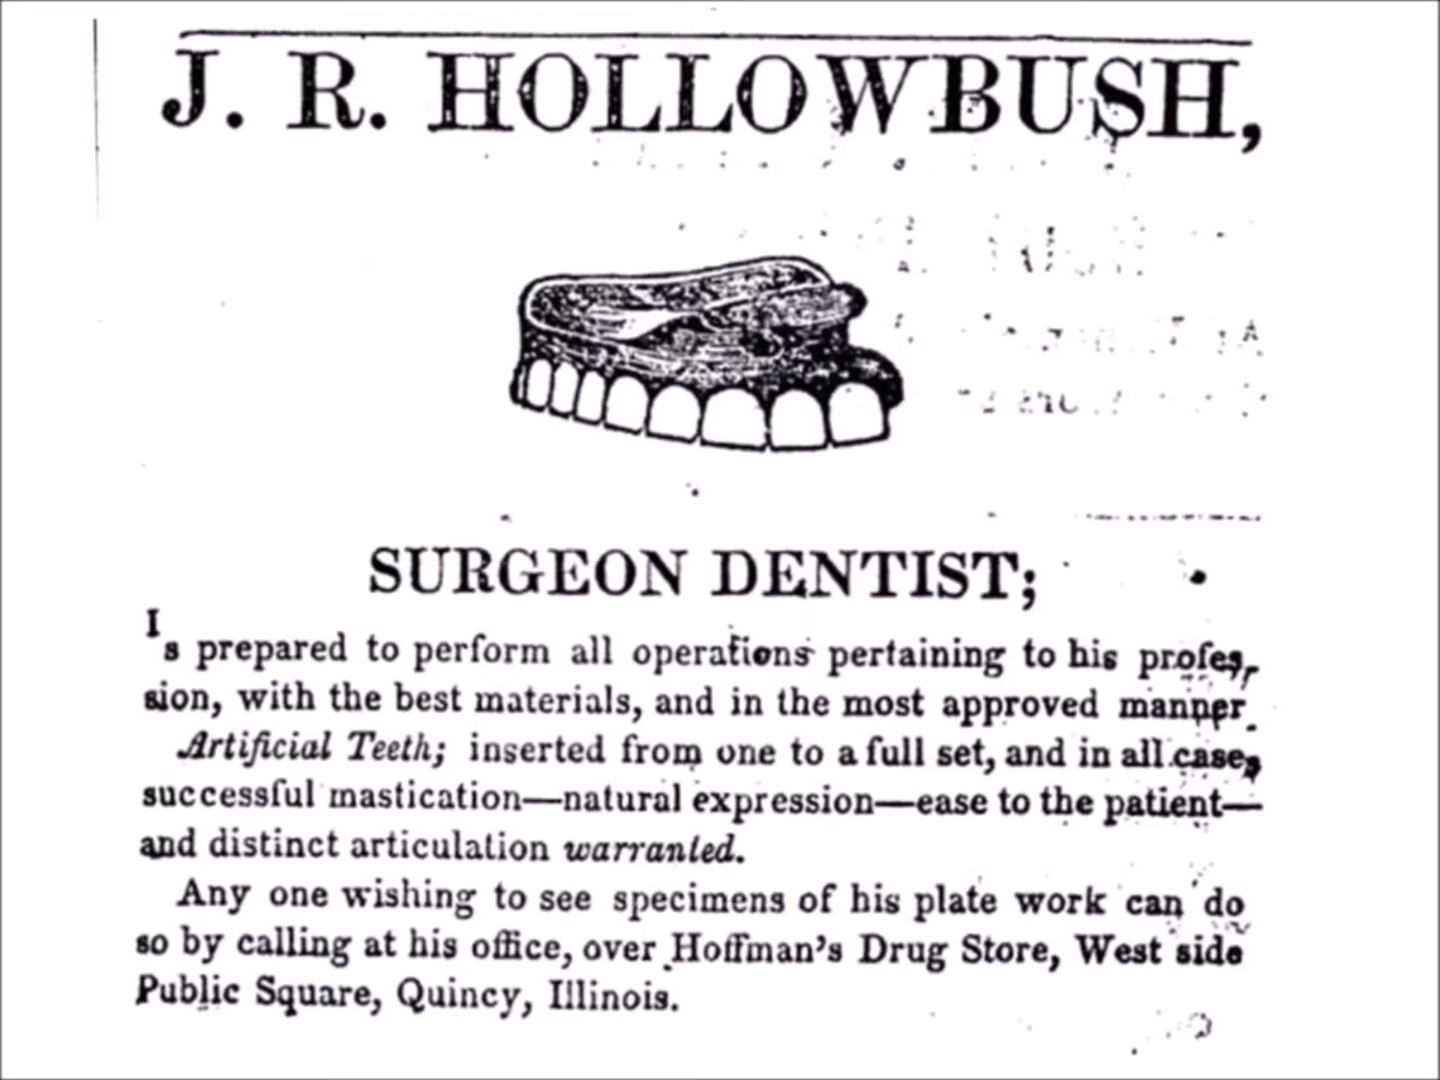 J. R. HOLLOWBUSH,
SURGEON DENTIST;
Is prepared to perform all operations pertaining to his profes-
sion, with the best materials, and in the most approved manner.
Artificial Teeth; inserted from one to a full set, and in all cases
successful mastication—natural expression—ease to the patient—
and distinct articulation warranted.
Any one wishing to see specimens of his plate work can do
so by calling at his office, over Hoffman's Drug Store, West side
Public Square, Quincy, Illinois.